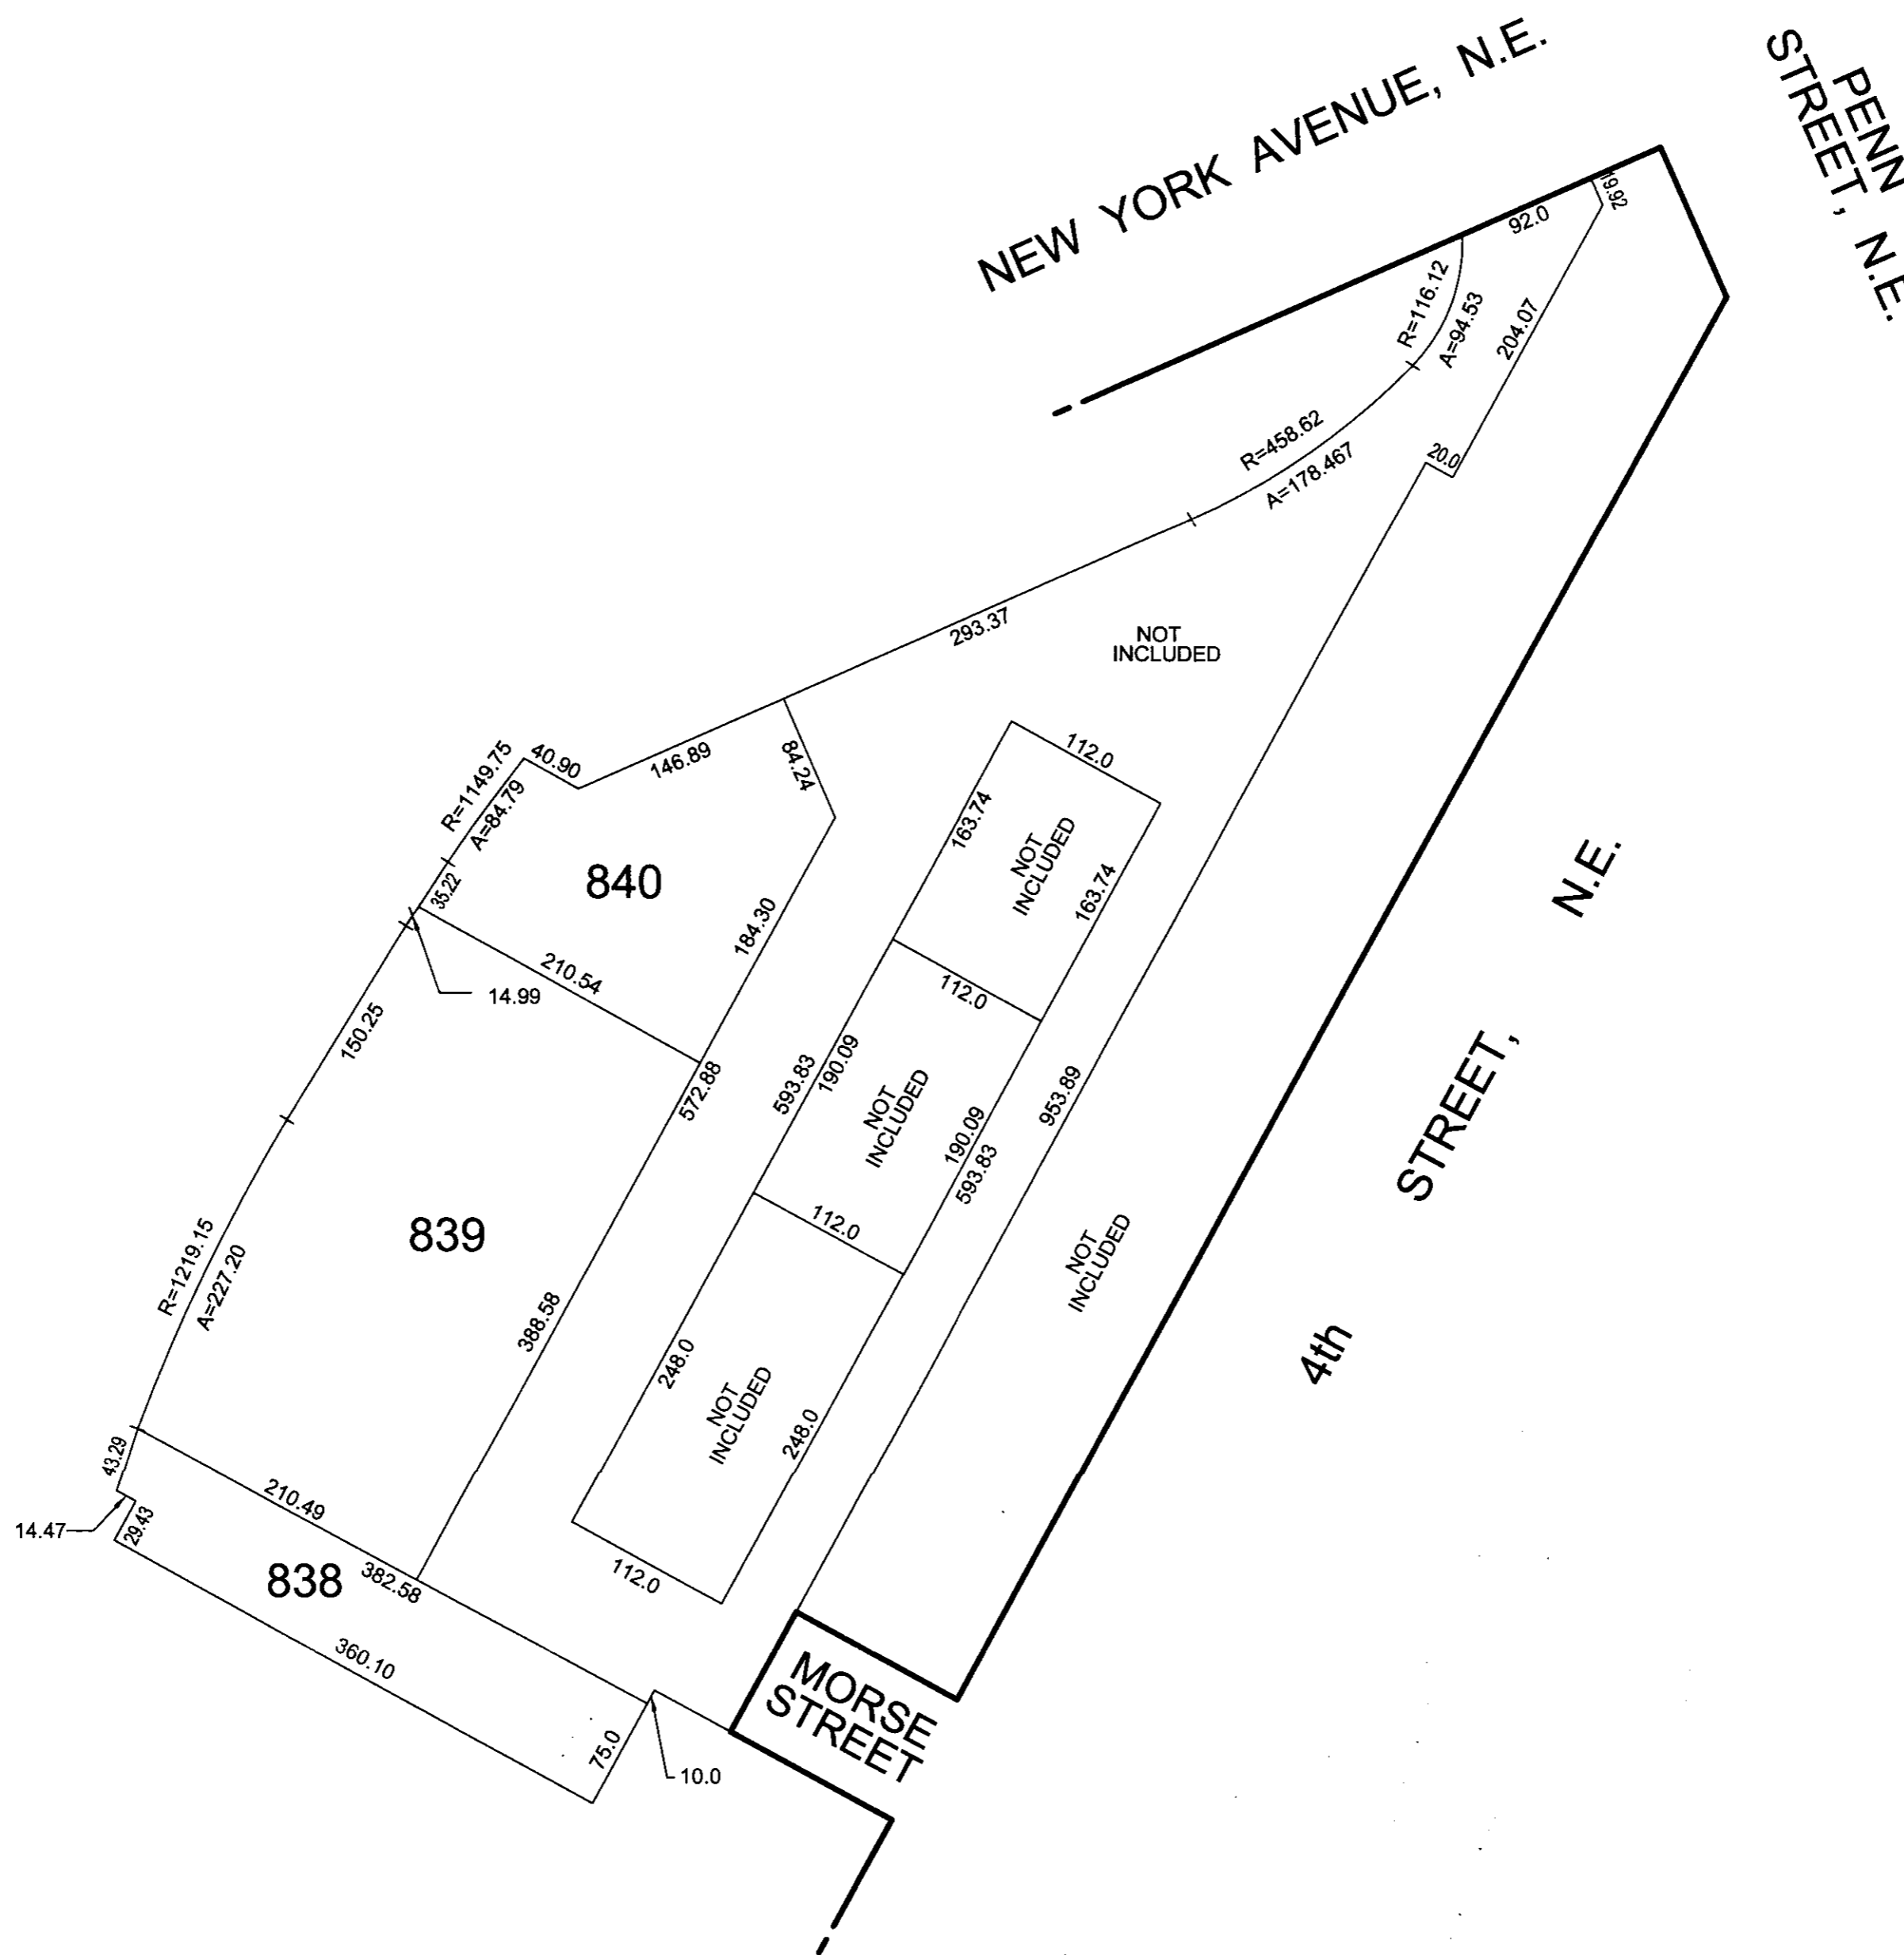 NEW YORK AVENUE, N.E.
PENN
STREET, N.E.
19.92
92.0
R=116.12
A=94.53
204.07
R=458.62
A=178.467
20.0
293.37
NOT
INCLUDED
R=1149.75
40.90
A=84.79
146.89
84.24
112.0
163.74
NOT
INCLUDED
163.74
840
35.22
184.30
210.54
14.99
112.0
150.25
572.88
593.83
190.09
NOT
INCLUDED
190.09
593.83
953.89
N.E.
STREET,
4th
839
112.0
NOT
INCLUDED
R=1219.15
A=227.20
388.58
248.0
NOT
INCLUDED
248.0
43.29
210.49
14.47
29.43
838
382.58
112.0
360.10
75.0
10.0
MORSE
STREET